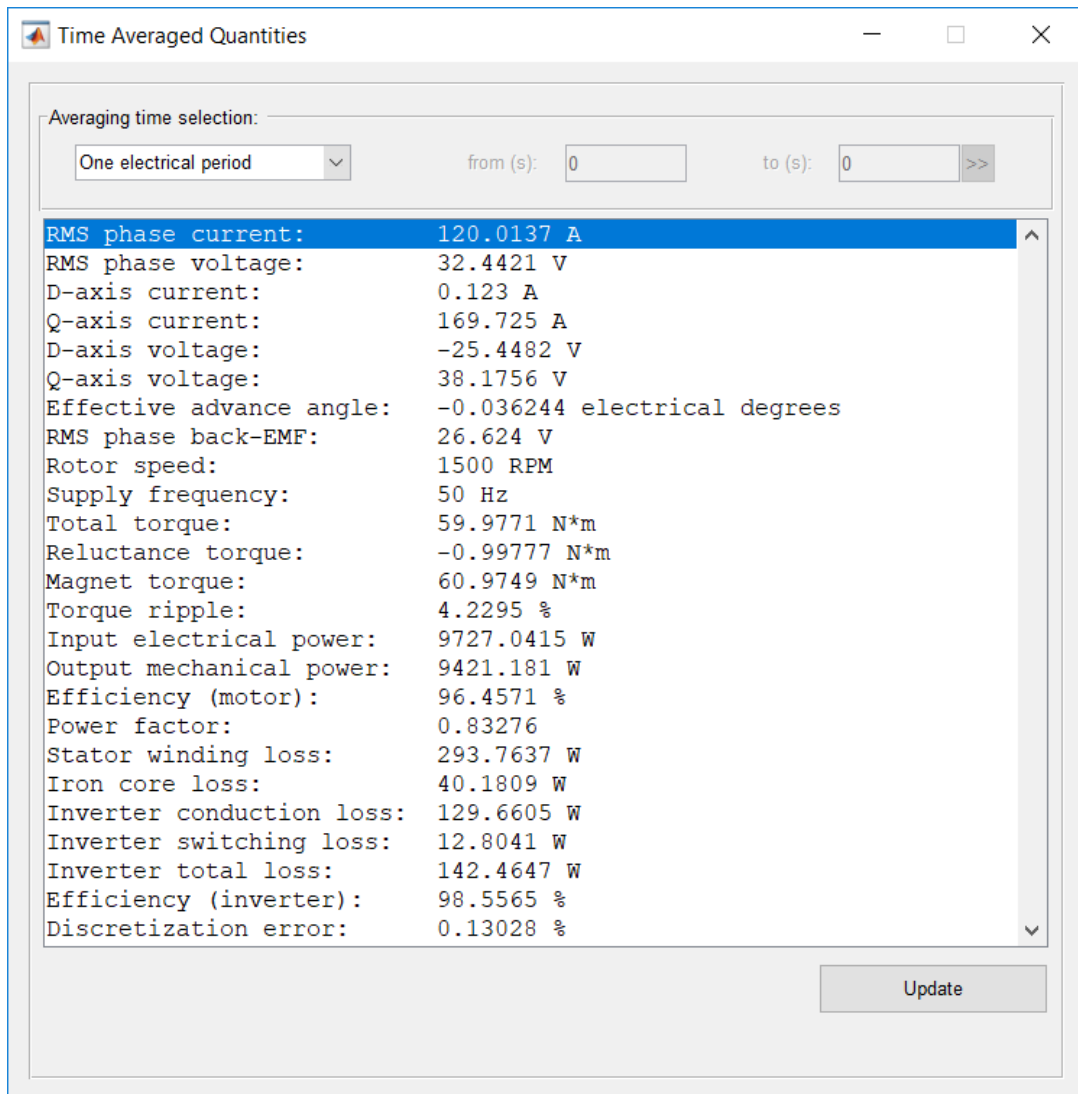 Time Averaged Quantities
Averaging time selection:
One electrical period from (s): 0 to (s): 0 >>
RMS phase current: 120.0137 A
RMS phase voltage: 32.4421 V
D-axis current: 0.123 A
Q-axis current: 169.725 A
D-axis voltage: -25.4482 V
Q-axis voltage: 38.1756 V
Effective advance angle: -0.036244 electrical degrees
RMS phase back-EMF: 26.624 V
Rotor speed: 1500 RPM
Supply frequency: 50 Hz
Total torque: 59.9771 N*m
Reluctance torque: -0.99777 N*m
Magnet torque: 60.9749 N*m
Torque ripple: 4.2295 %
Input electrical power: 9727.0415 W
Output mechanical power: 9421.181 W
Efficiency (motor): 96.4571 %
Power factor: 0.83276
Stator winding loss: 293.7637 W
Iron core loss: 40.1809 W
Inverter conduction loss: 129.6605 W
Inverter switching loss: 12.8041 W
Inverter total loss: 142.4647 W
Efficiency (inverter): 98.5565 %
Discretization error: 0.13028 %
Update